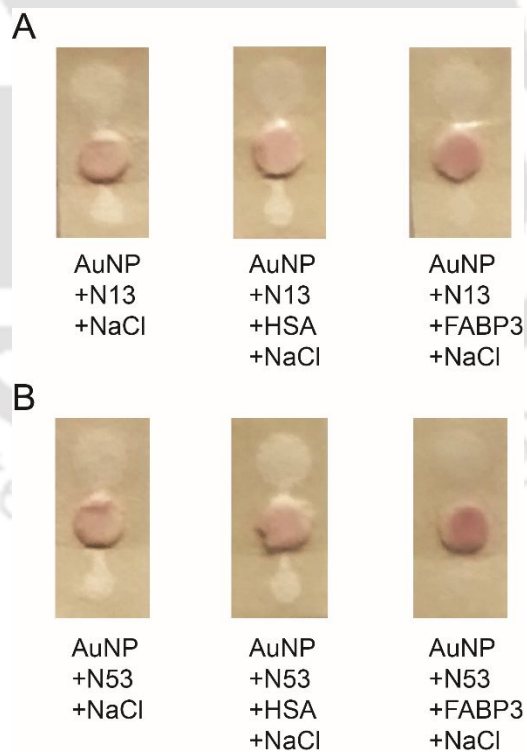 A
AuNP
+N13
+NaCl
AuNP
+N13
+HSA
+NaCl
AuNP
+N13
+FABP3
+NaCl
B
AuNP
+N53
+NaCl
AuNP
+N53
+HSA
+NaCl
AuNP
+N53
+FABP3
+NaCl